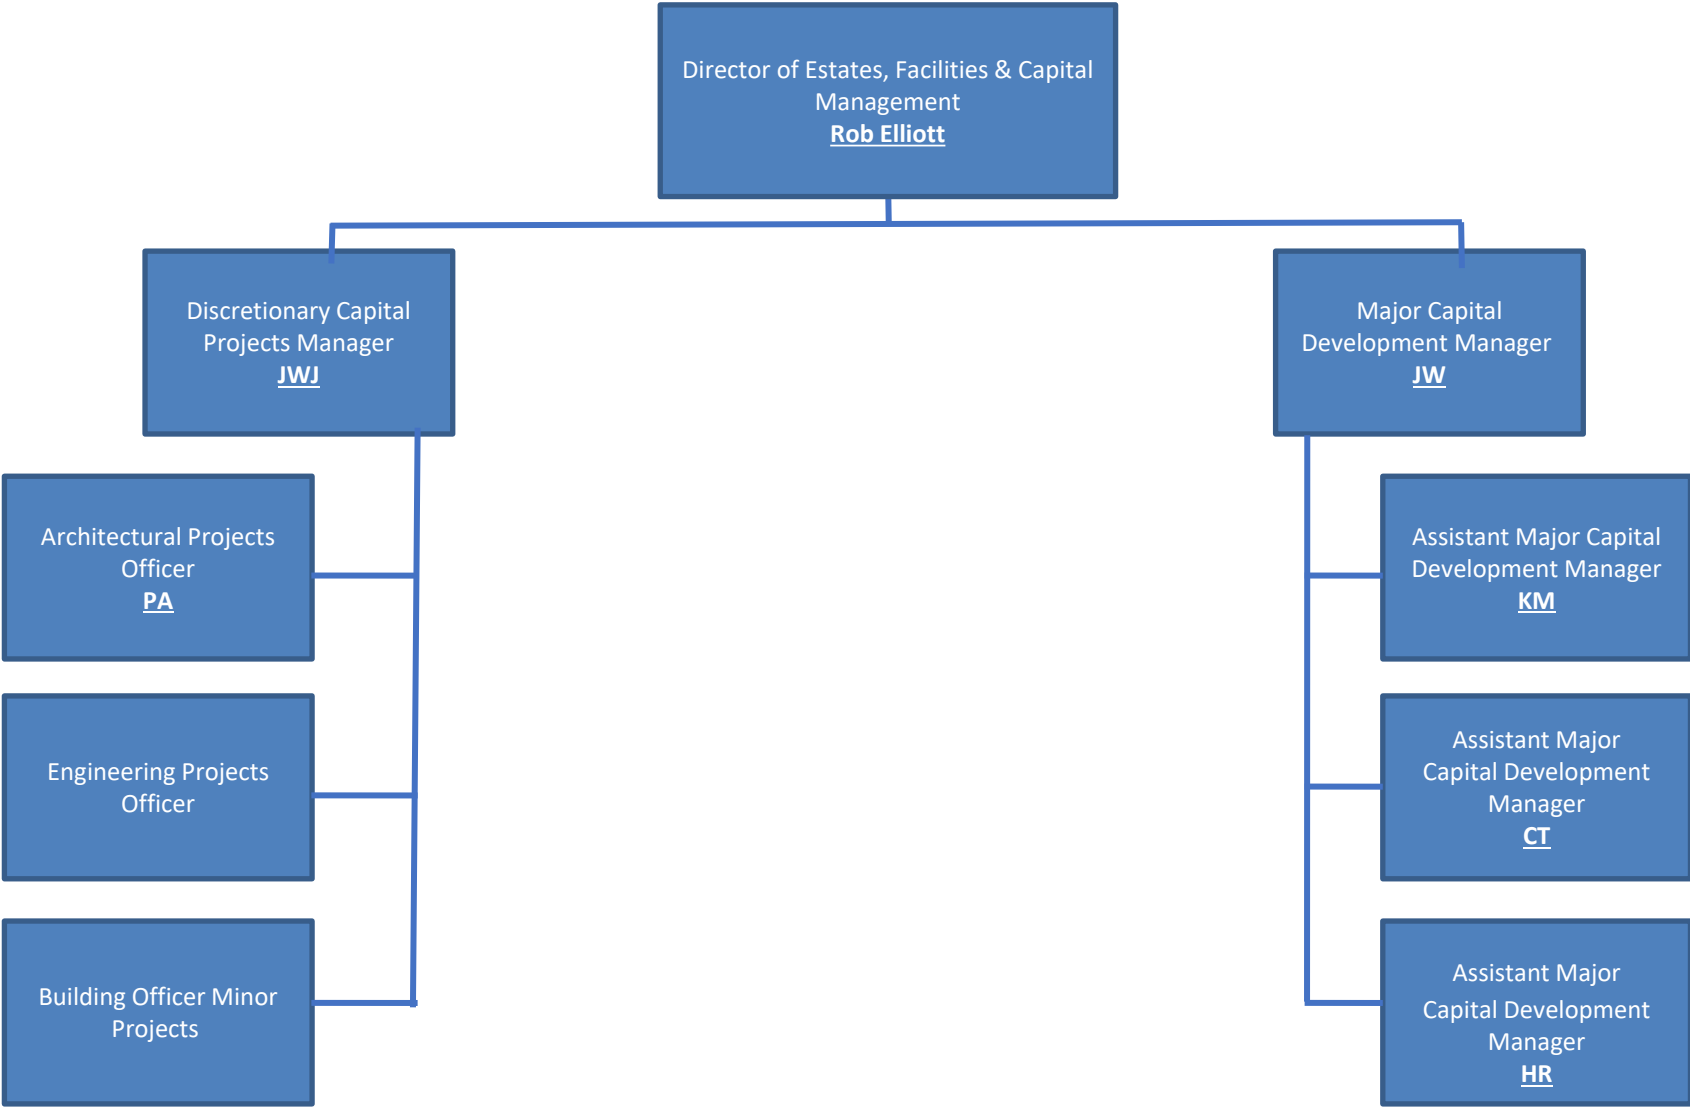 Director of Estates, Facilities & Capital
Management
Rob Elliott
Discretionary Capital
Projects Manager
JWJ
Major Capital
Development Manager
JW
Architectural Projects
Officer
PA
Assistant Major Capital
Development Manager
KM
Engineering Projects
Officer
Assistant Major
Capital Development
Manager
CT
Building Officer Minor
Projects
Assistant Major
Capital Development
Manager
HR